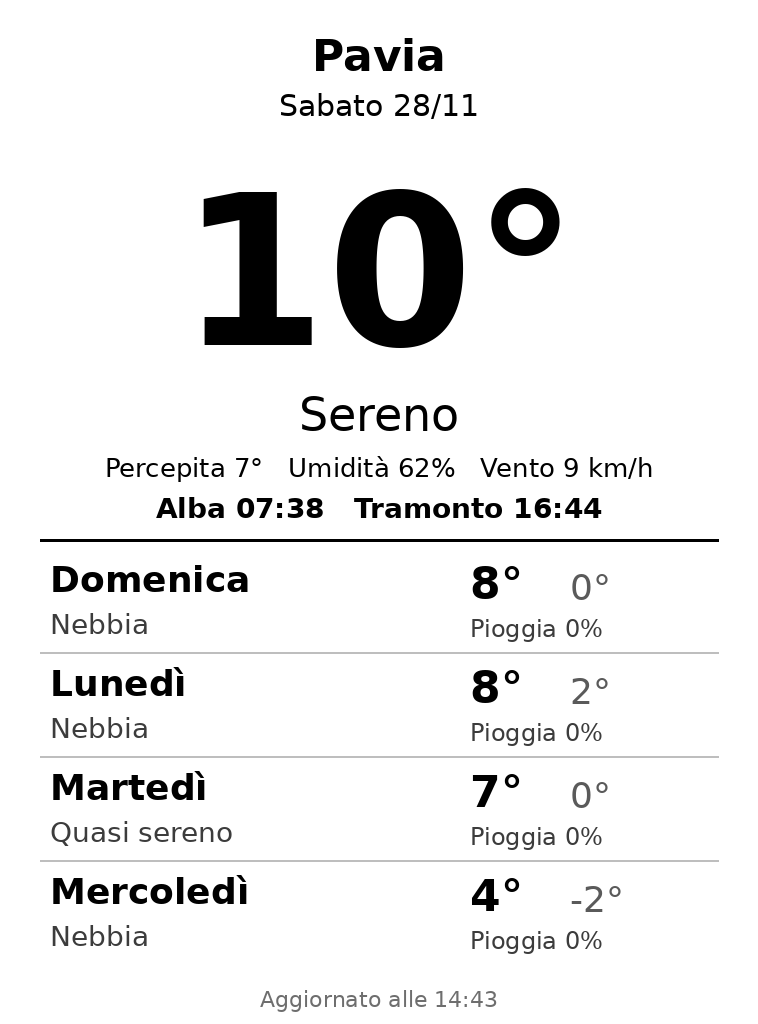 Pavia
Sabato 28/11
10°
Sereno
Percepita 7° Umidità 62% Vento 9 km/h
Alba 07:38 Tramonto 16:44
Domenica 8° 0°
Nebbia Pioggia 0%
Lunedì 8° 2°
Nebbia Pioggia 0%
Martedì 7° 0°
Quasi sereno Pioggia 0%
Mercoledì 4° -2°
Nebbia Pioggia 0%
Aggiornato alle 14:43